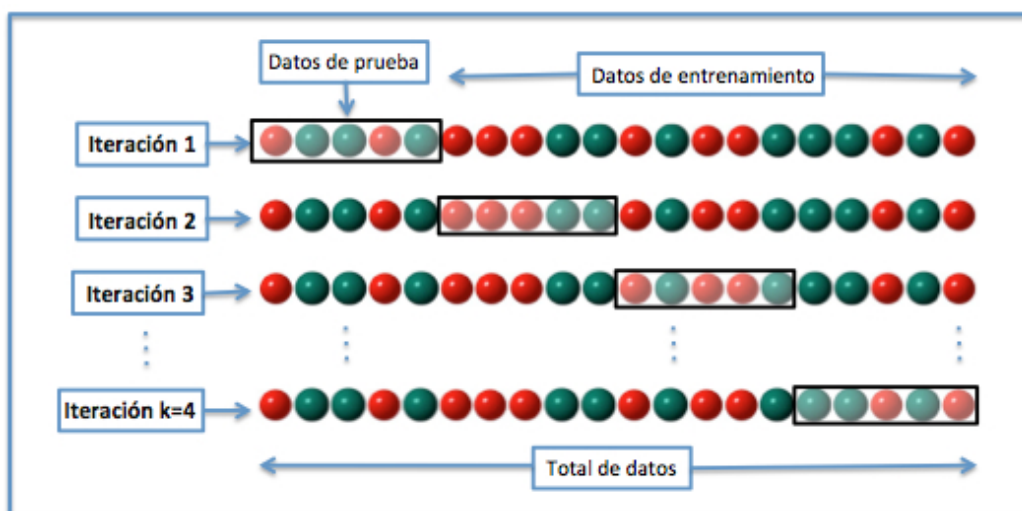 Datos de prueba
Datos de entrenamiento
Iteración 1
Iteración 2
Iteración 3
Iteración k=4
Total de datos